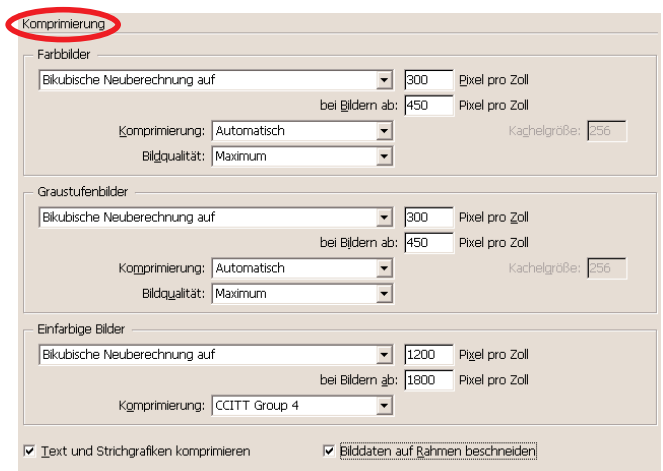 Komprimierung
Farbbilder
Bikubische Neuberechnung auf 300 Pixel pro Zoll
bei Bildern ab: 450 Pixel pro Zoll
Komprimierung: Automatisch Kachelgröße: 256
Bildqualität: Maximum
Graustufenbilder
Bikubische Neuberechnung auf 300 Pixel pro Zoll
bei Bildern ab: 450 Pixel pro Zoll
Komprimierung: Automatisch Kachelgröße: 256
Bildqualität: Maximum
Einfarbige Bilder
Bikubische Neuberechnung auf 1200 Pixel pro Zoll
bei Bildern ab: 1800 Pixel pro Zoll
Komprimierung: CCITT Group 4
Text und Strichgrafiken komprimieren Bilddaten auf Rahmen beschneiden